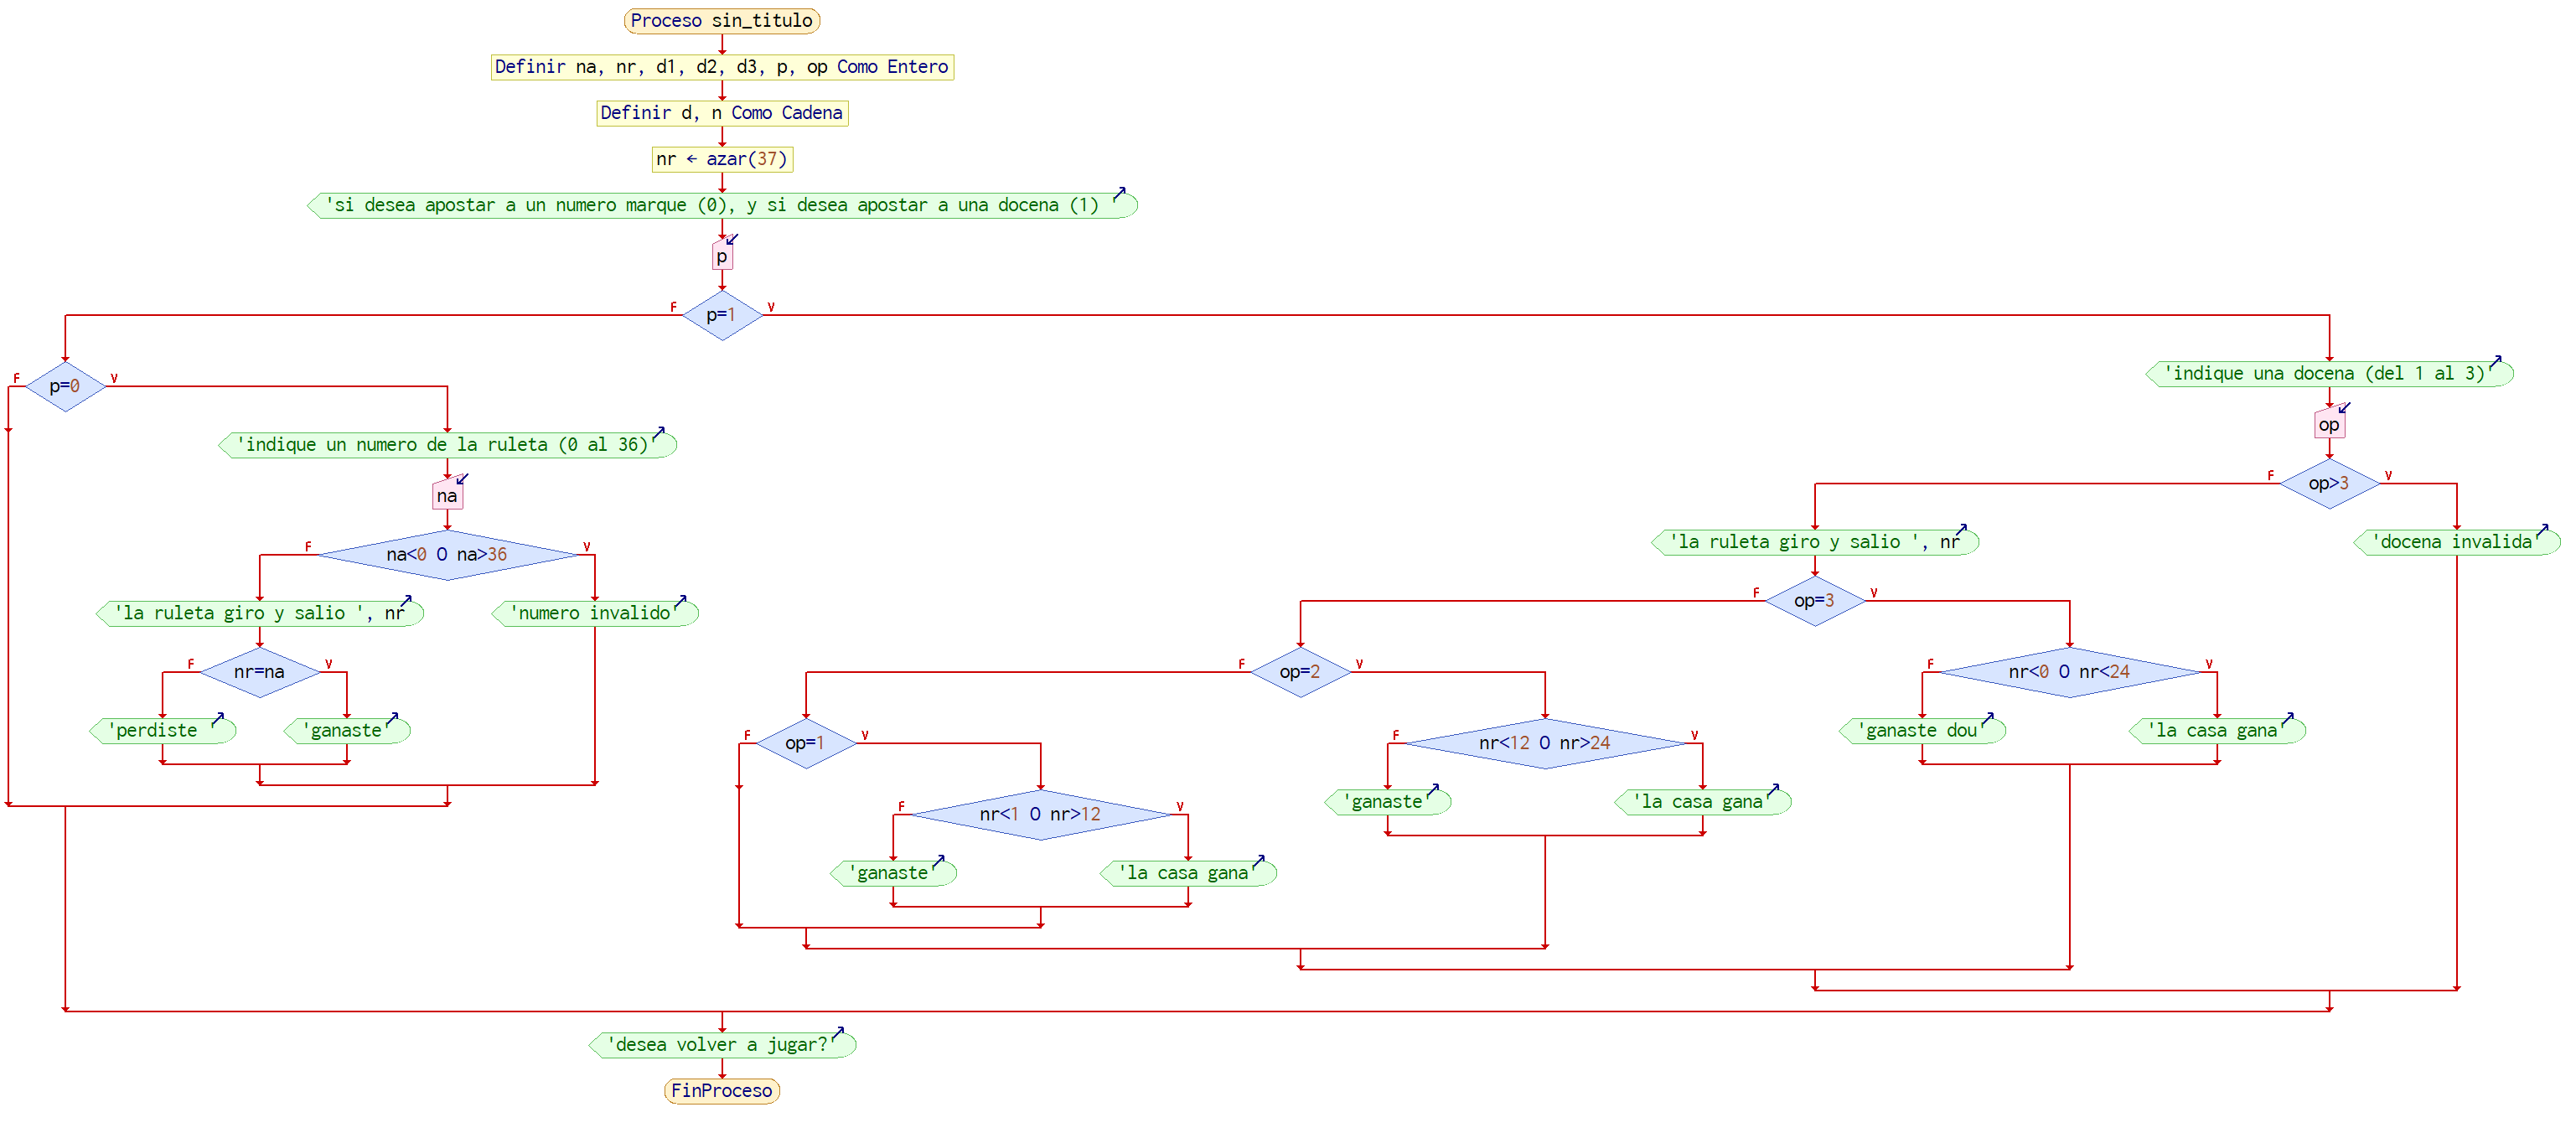 Proceso sin_titulo
Definir na, nr, d1, d2, d3, p, op Como Entero
Definir d, n Como Cadena
nr ← azar(37)
'si desea apostar a un numero marque (0), y si desea apostar a una docena (1) '
p
F p=1 V
F p=0 V
'indique una docena (del 1 al 3)'
op
'indique un numero de la ruleta (0 al 36)'
na
F op>3 V
F na<0 O na>36 V
'la ruleta giro y salio ', nr
'docena invalida'
'la ruleta giro y salio ', nr
'numero invalido'
F op=3 V
F nr=na V
F op=2 V
F nr<0 O nr<24 V
'perdiste '
'ganaste'
'ganaste dou'
'la casa gana'
F op=1 V
F nr<12 O nr>24 V
'ganaste'
'la casa gana'
F nr<1 O nr>12 V
'ganaste'
'la casa gana'
'desea volver a jugar?'
FinProceso